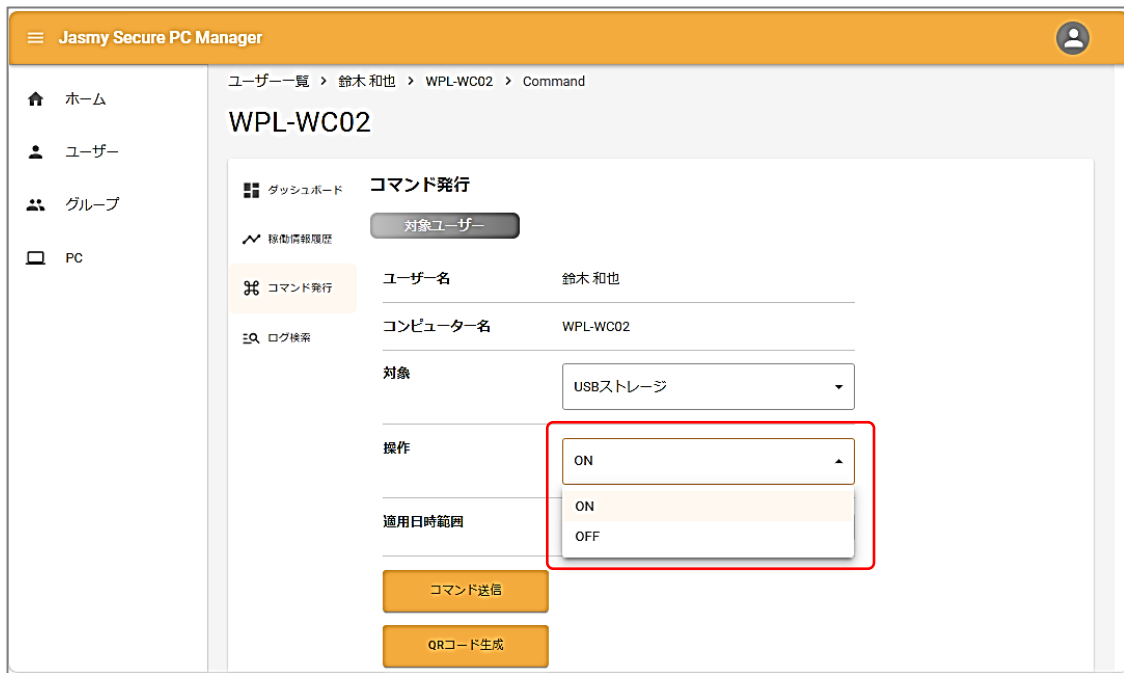 Jasmy Secure PC Manager
ホーム
ユーザー
グループ
PC
ユーザー一覧 > 鈴木 和也 > WPL-WC02 > Command
WPL-WC02
ダッシュボード
稼働情報履歴
コマンド発行
ログ検索
コマンド発行
対象ユーザー
ユーザー名 鈴木 和也
コンピューター名 WPL-WC02
対象 USBストレージ
操作 ON
ON
OFF
適用日時範囲
コマンド送信
QRコード生成